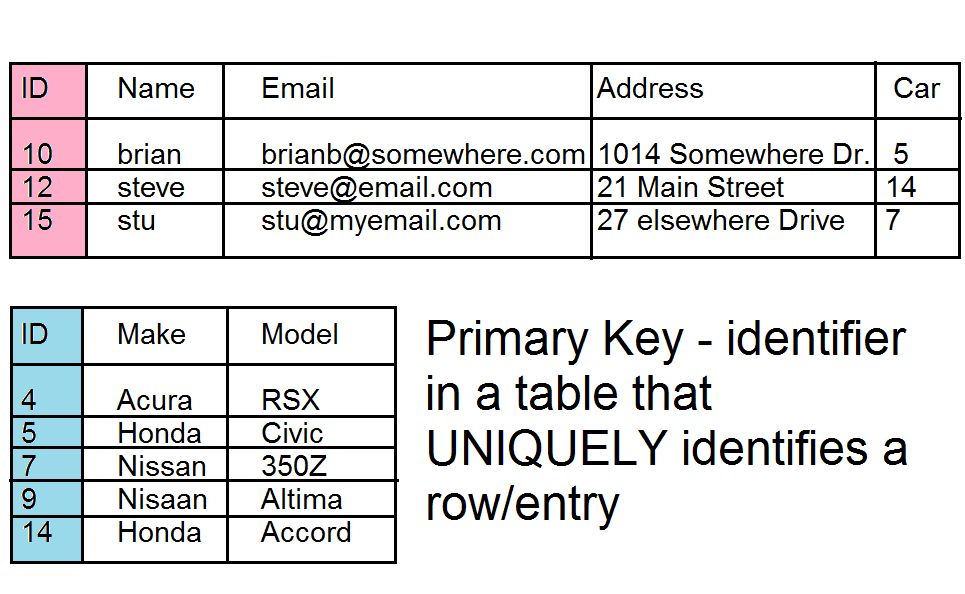 ID Name Email Address Car
10 brian brianb@somewhere.com 1014 Somewhere Dr. 5
12 steve steve@email.com 21 Main Street 14
15 stu stu@myemail.com 27 elsewhere Drive 7
ID Make Model
4 Acura RSX
5 Honda Civic
7 Nissan 350Z
9 Nisaan Altima
14 Honda Accord
Primary Key - identifier
in a table that
UNIQUELY identifies a
row/entry